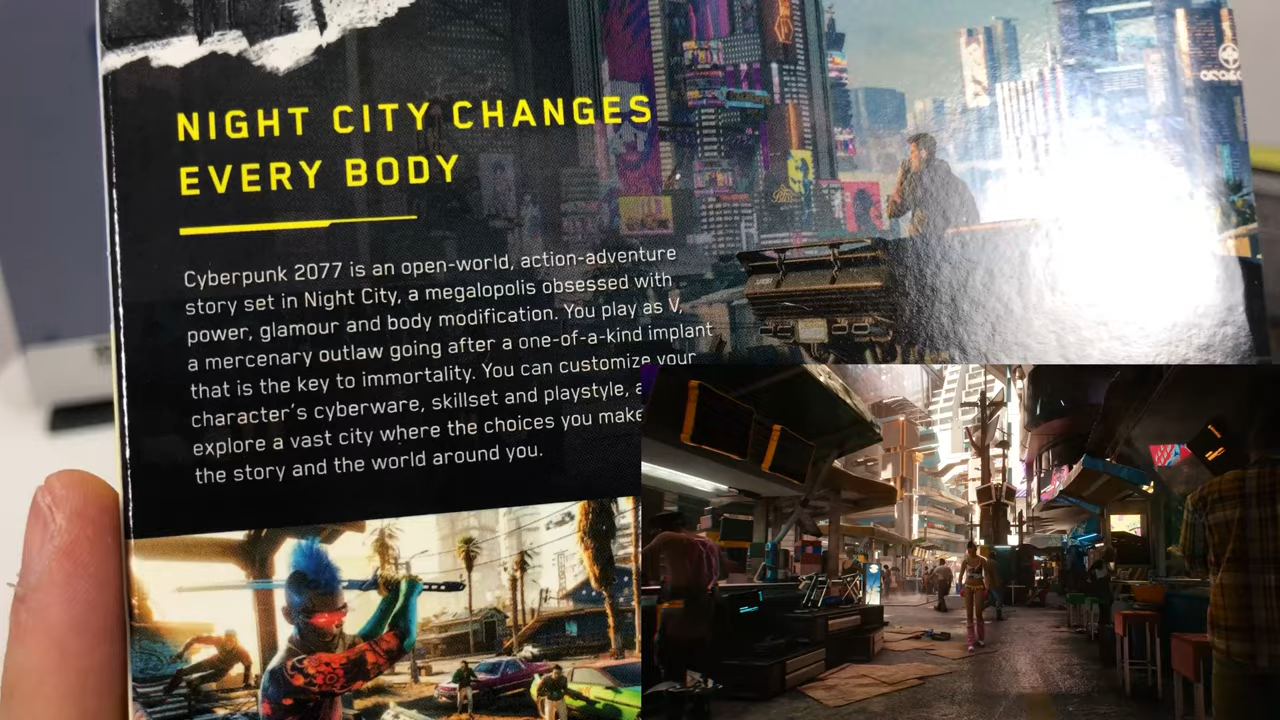 NIGHT CITY CHANGES
EVERY BODY
Cyberpunk 2077 is an open-world, action-adventure
story set in Night City, a megalopolis obsessed with
power, glamour and body modification. You play as V,
a mercenary outlaw going after a one-of-a-kind implant
that is the key to immortality. You can customize your
character's cyberware, skillset and playstyle,
explore a vast city where the choices you make
the story and the world around you.